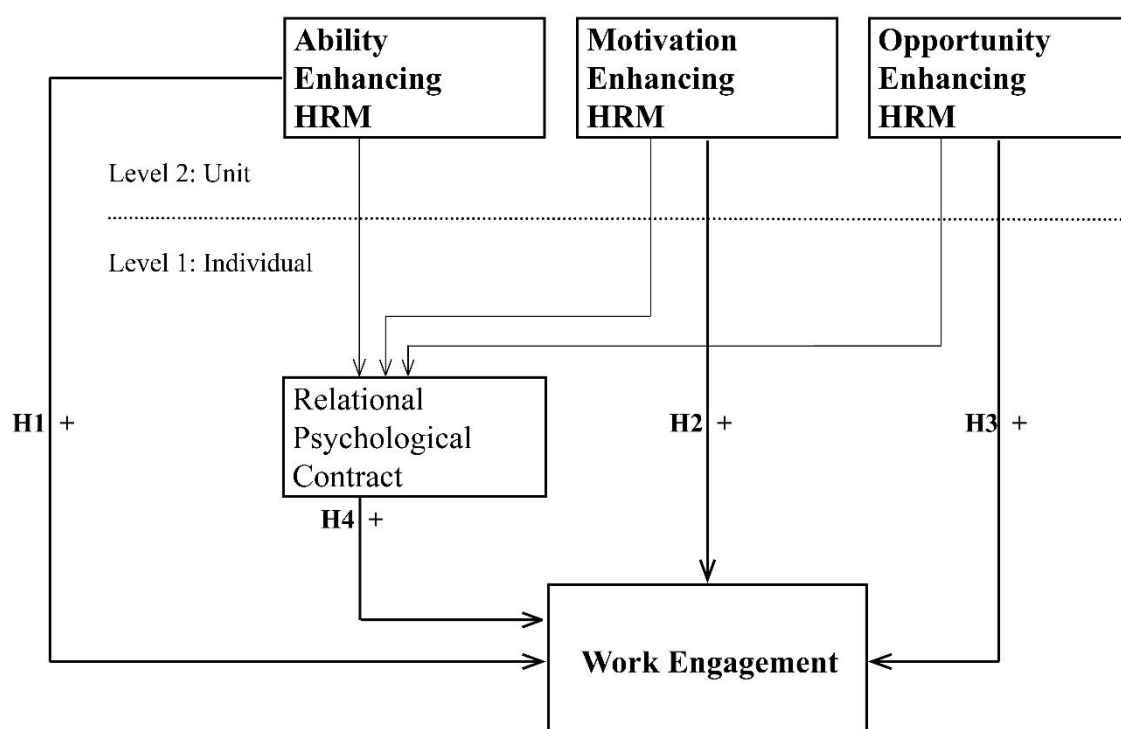 Ability
Enhancing
HRM
Motivation
Enhancing
HRM
Opportunity
Enhancing
HRM
Level 2: Unit
Level 1: Individual
Relational
Psychological
Contract
H1 +
H2 +
H3 +
H4 +
Work Engagement